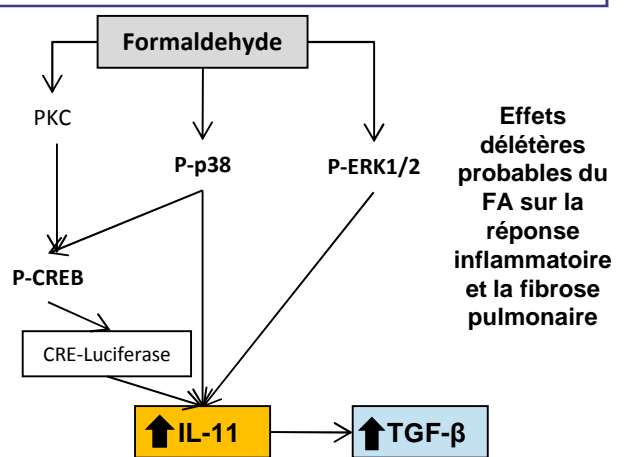 Formaldehyde
PKC
P-p38
P-ERK1/2
P-CREB
CRE-Luciferase
IL-11
TGF-β
Effets
délétères
probables du
FA sur la
réponse
inflammatoire
et la fibrose
pulmonaire